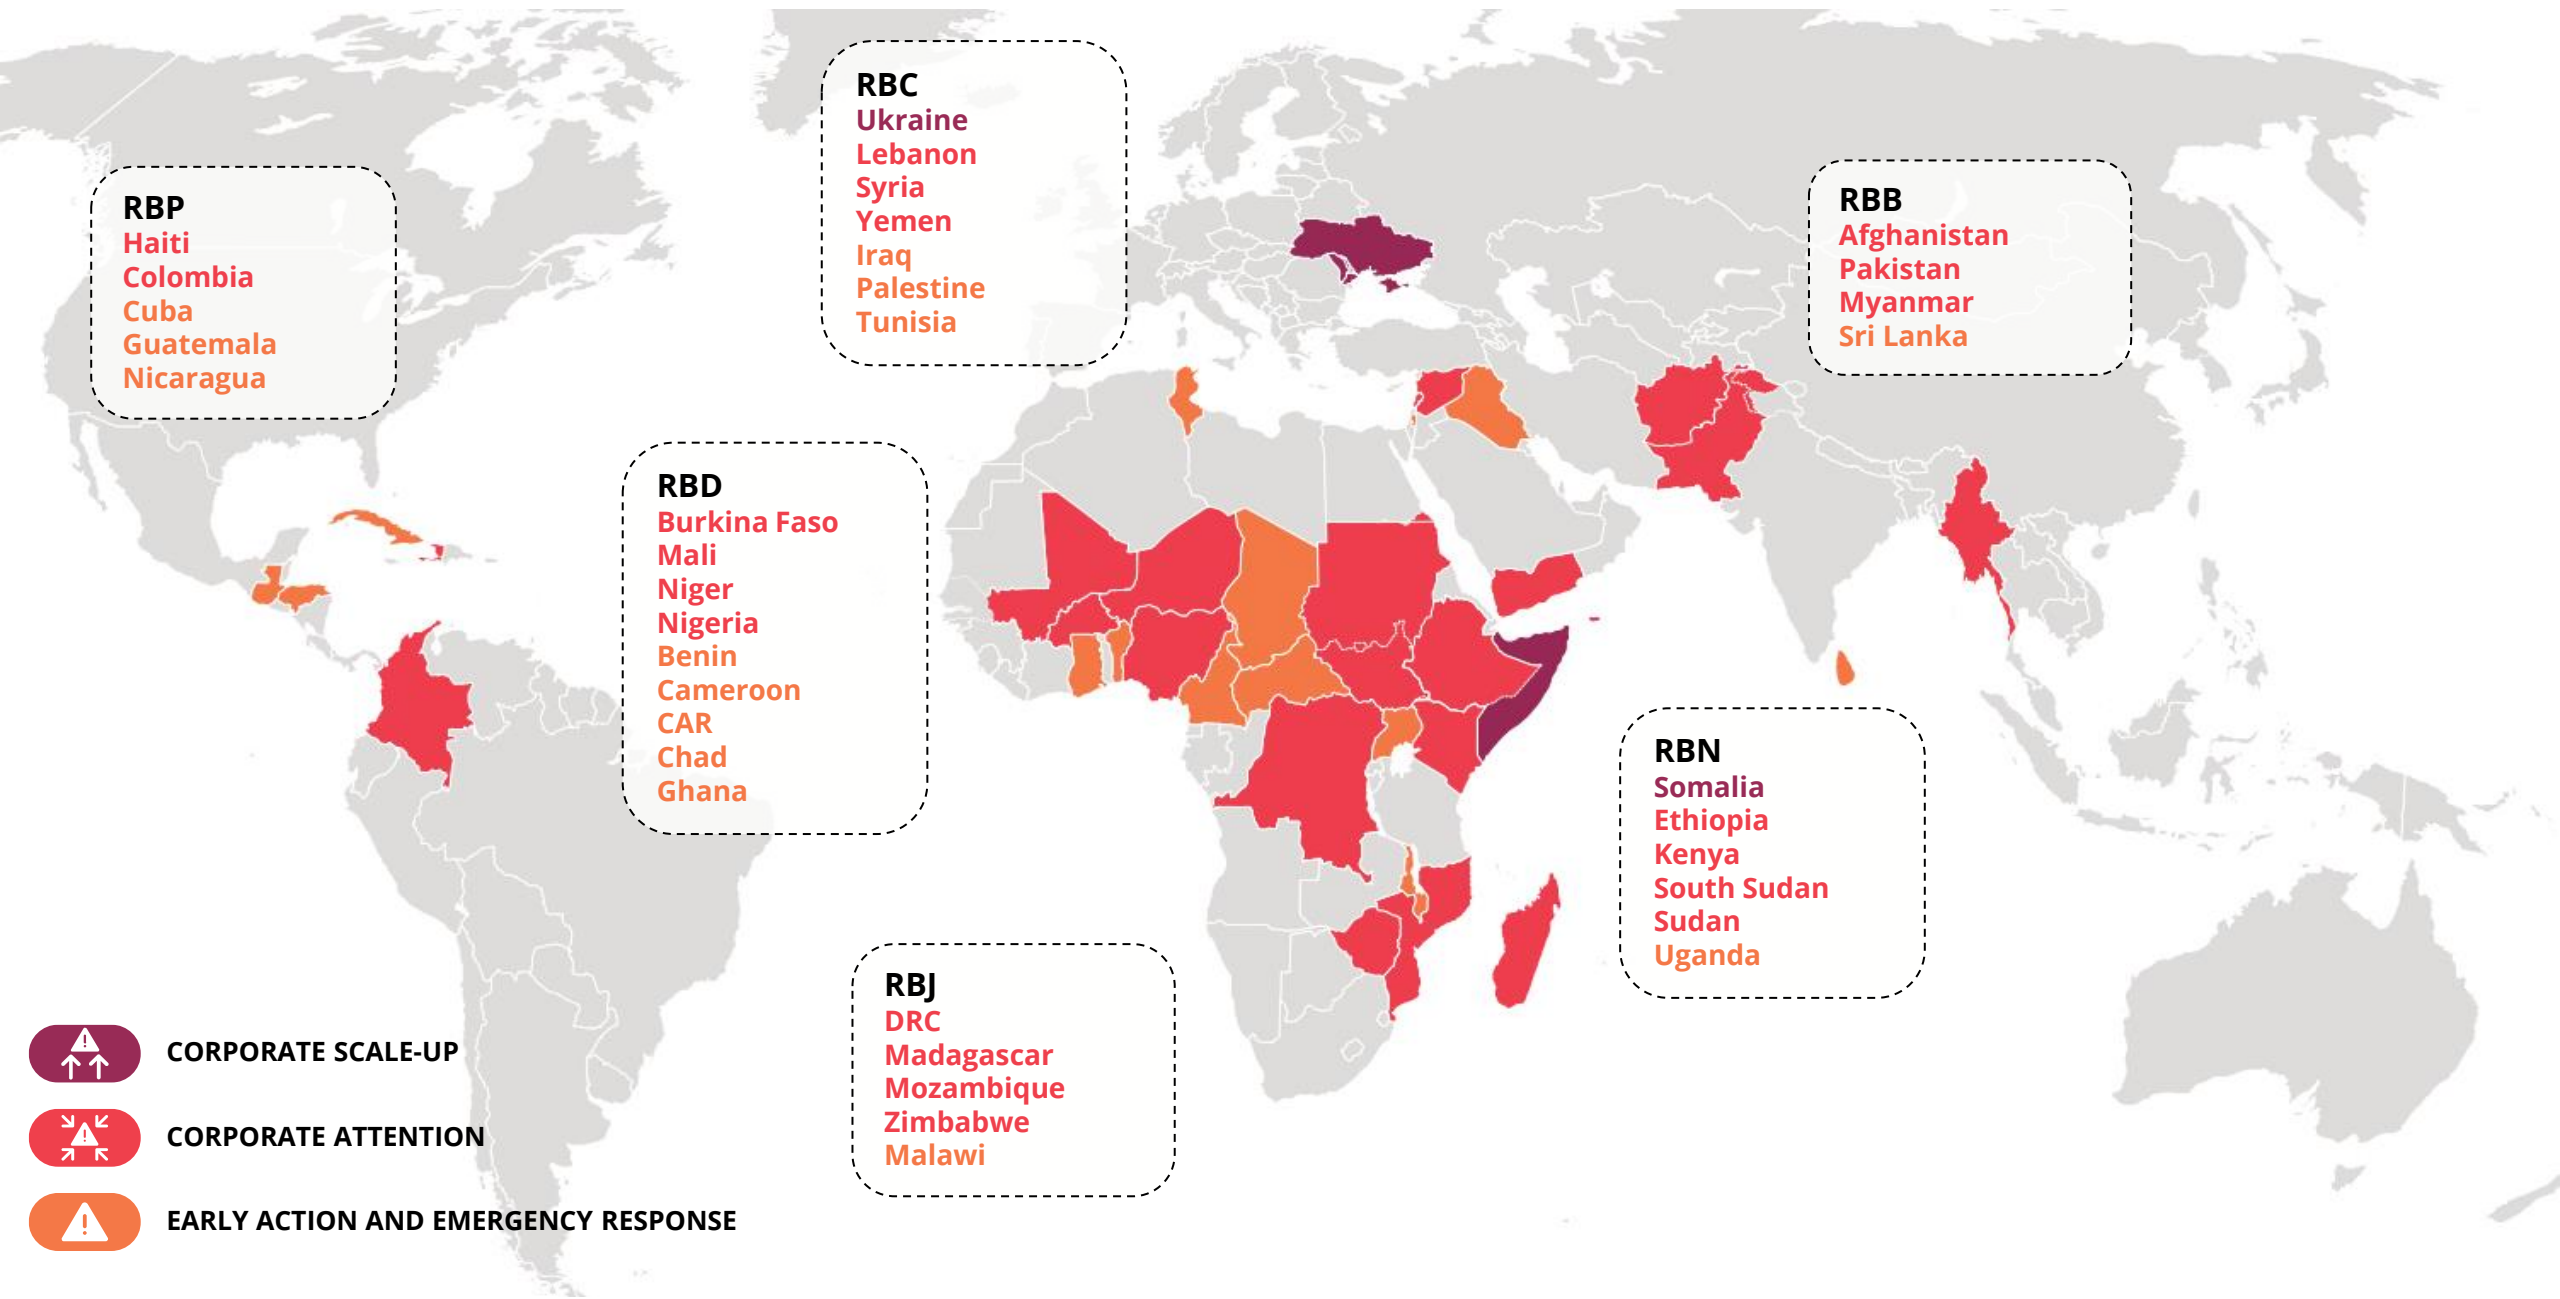 RBC
Ukraine
Lebanon
Syria
Yemen
Iraq
Palestine
Tunisia
RBP
Haiti
Colombia
Cuba
Guatemala
Nicaragua
RBB
Afghanistan
Pakistan
Myanmar
Sri Lanka
RBD
Burkina Faso
Mali
Niger
Nigeria
Benin
Cameroon
CAR
Chad
Ghana
RBN
Somalia
Ethiopia
Kenya
South Sudan
Sudan
Uganda
RBJ
DRC
Madagascar
Mozambique
Zimbabwe
Malawi
CORPORATE SCALE-UP
CORPORATE ATTENTION
EARLY ACTION AND EMERGENCY RESPONSE